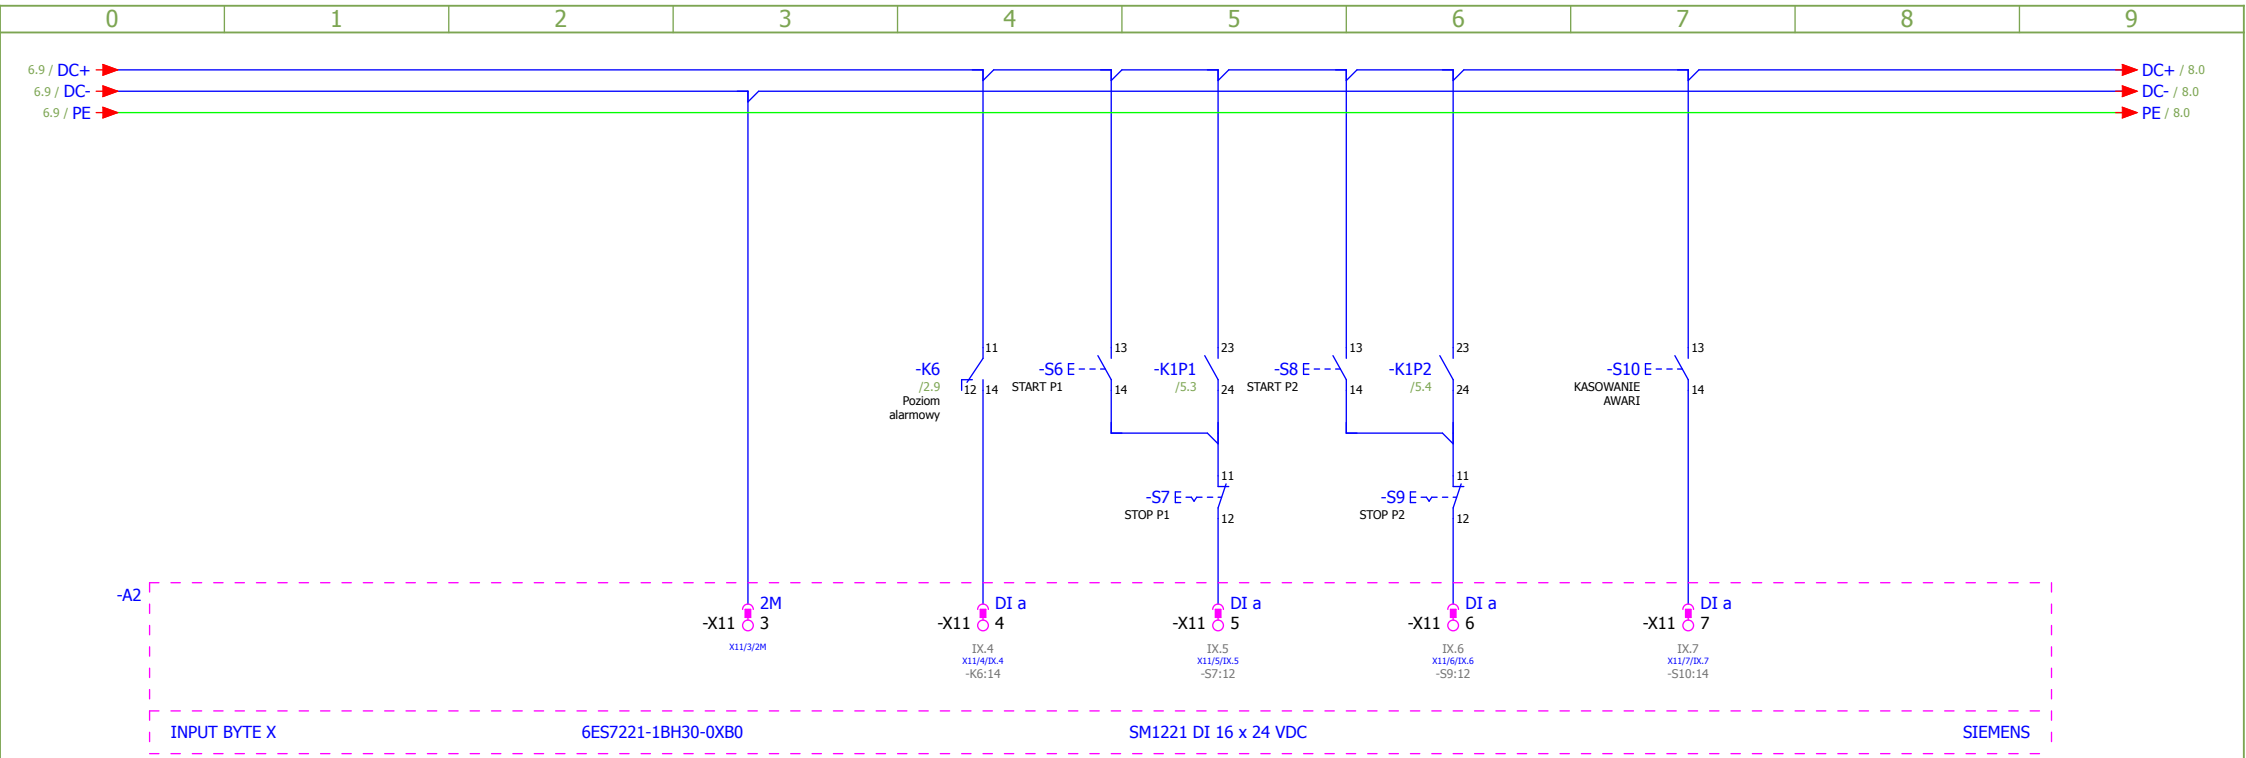 0 1 2 3 4 5 6 7 8 9
6.9 / DC+
DC+ / 8.0
6.9 / DC-
DC- / 8.0
6.9 / PE
PE / 8.0
11
-K6
/2.9
12 14
Poziom
alarmowy
13
-S6 E
START P1
14
23
-K1P1
/5.3
24
13
-S8 E
START P2
14
23
-K1P2
/5.4
24
13
-S10 E
KASOWANIE
14
AWARI
11
-S7 E
STOP P1
12
11
-S9 E
STOP P2
12
-A2
2M
-X11 3
X11/3/2M
DI a
-X11 4
IX.4
X11/4/IX.4
-K6:14
DI a
-X11 5
IX.5
X11/5/IX.5
-S7:12
DI a
-X11 6
IX.6
X11/6/IX.6
-S9:12
DI a
-X11 7
IX.7
X11/7/IX.7
-S10:14
INPUT BYTE X 6ES7221-1BH30-0XB0 SM1221 DI 16 x 24 VDC SIEMENS